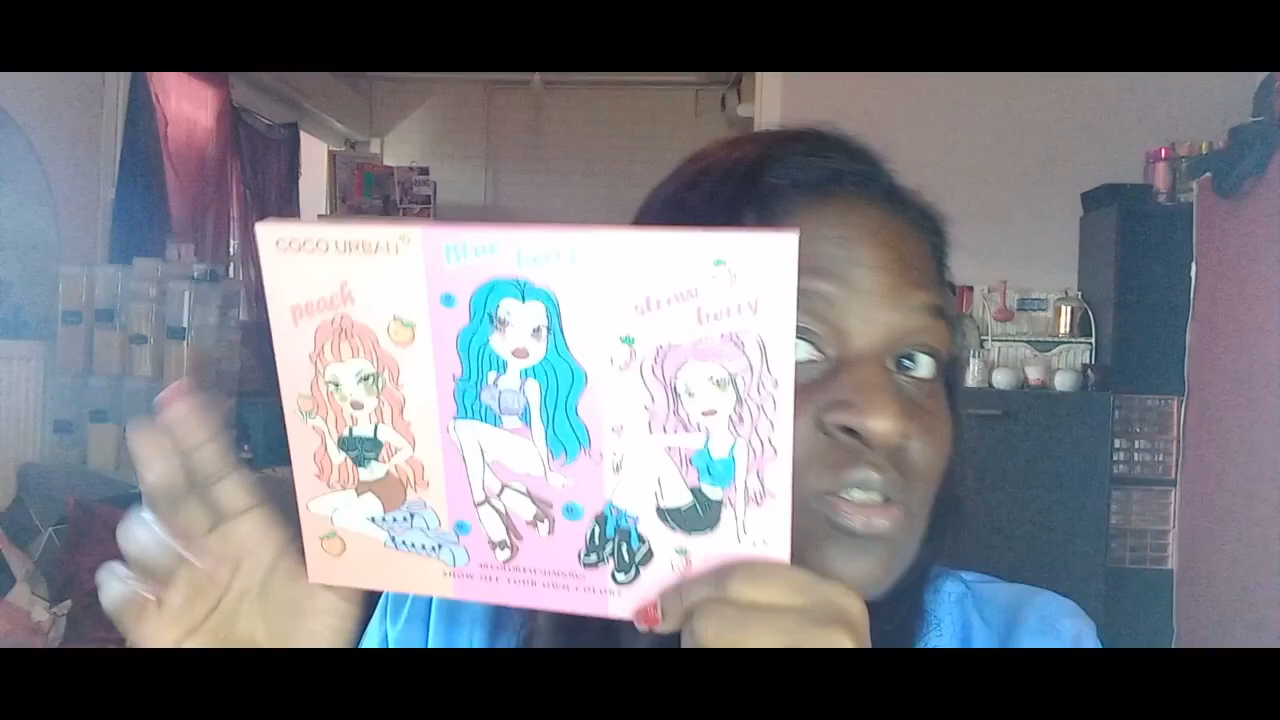 COCO URBAN
peach
Blue berry
straw
berry
SHOW OFF YOUR OWN COLORS